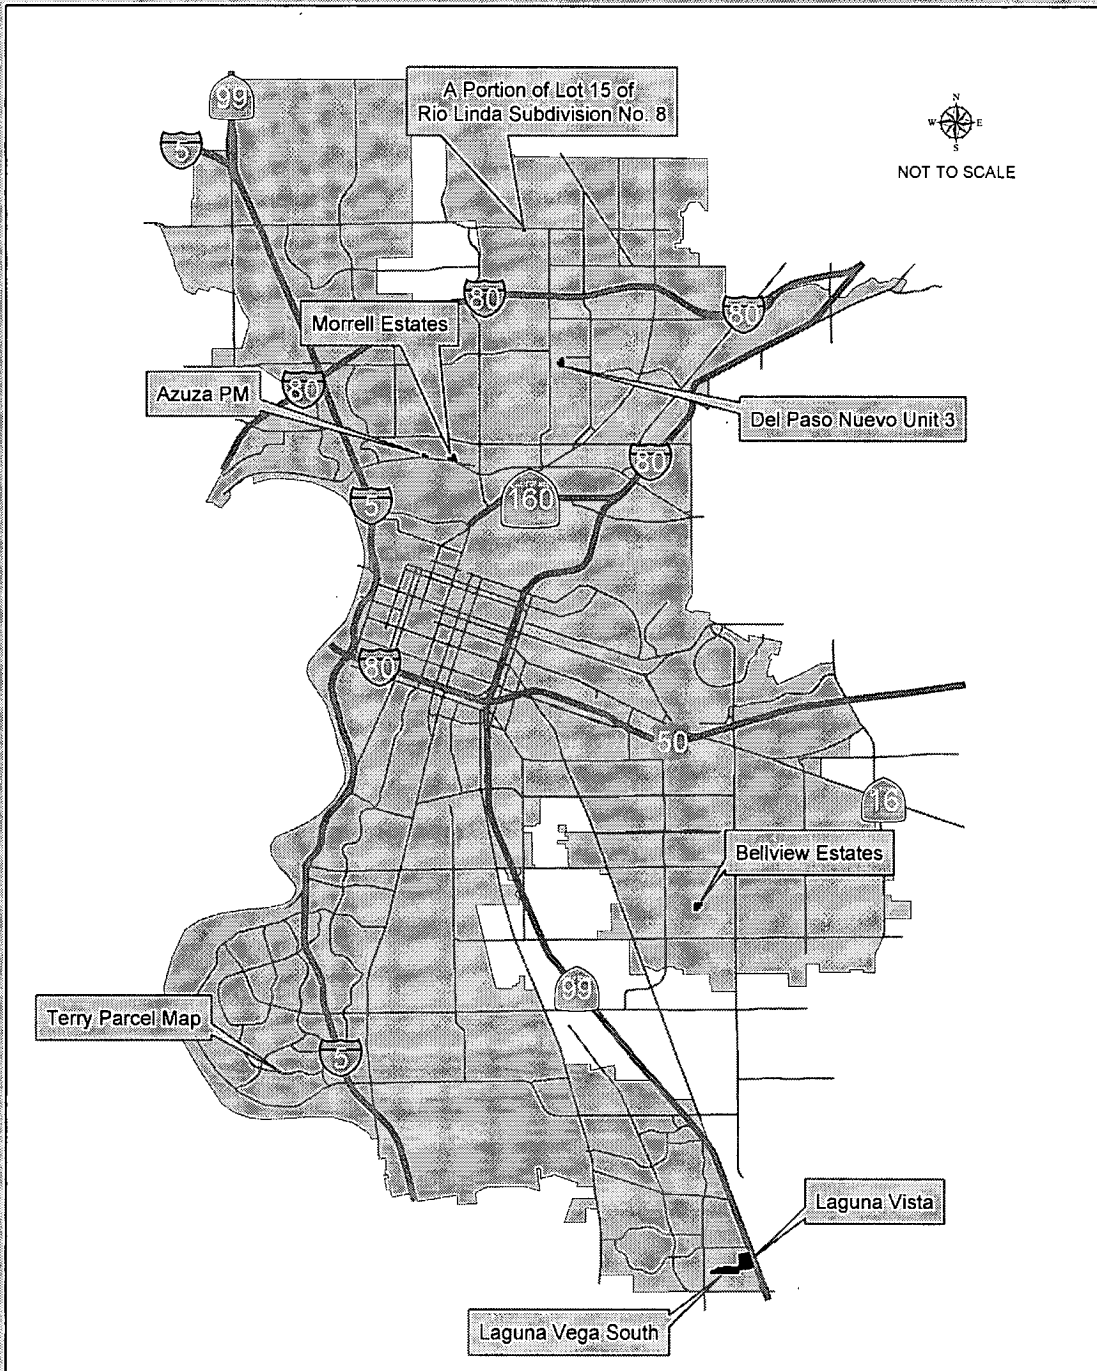 99
A Portion of Lot 15 of
Rio Linda Subdivision No. 8
N
W E
S
NOT TO SCALE
5
80
80
Morrell Estates
Azuza PM
80
Del Paso Nuevo Unit 3
80
160
5
80
50
16
Bellview Estates
99
Terry Parcel Map
5
Laguna Vista
Laguna Vega South